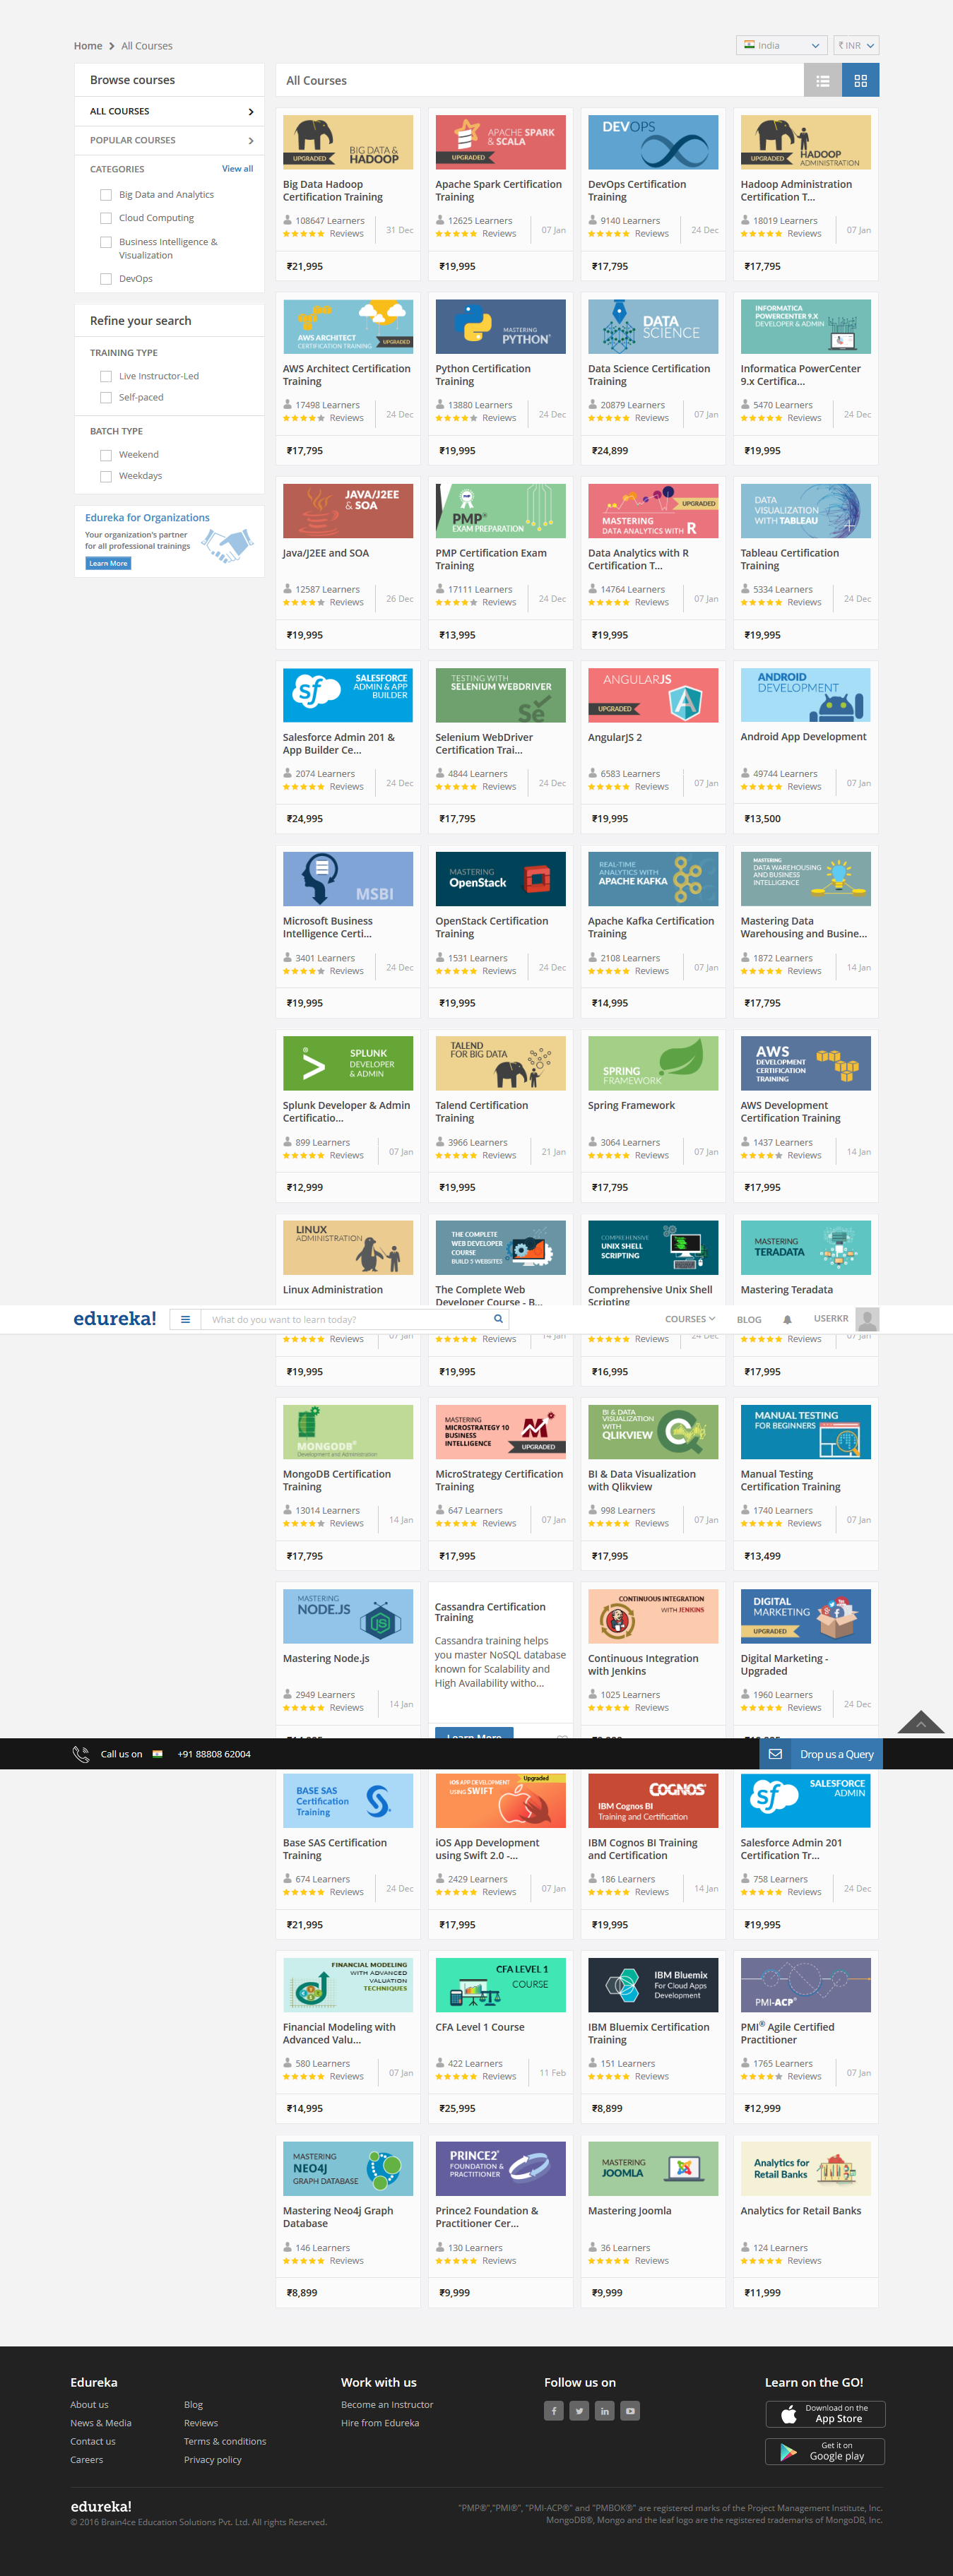 Home > All Courses
India
₹ INR
Browse courses
ALL COURSES
POPULAR COURSES
CATEGORIES View all
Big Data and Analytics
Cloud Computing
Business Intelligence &
Visualization
DevOps
Refine your search
TRAINING TYPE
Live Instructor-Led
Self-paced
BATCH TYPE
Weekend
Weekdays
Edureka for Organizations
Your organization's partner
for all professional trainings
Learn More
All Courses
UPGRADED BIG DATA & HADOOP
Big Data Hadoop
Certification Training
108647 Learners
Reviews 31 Dec
₹21,995
APACHE SPARK & SCALA UPGRADED
Apache Spark Certification
Training
12625 Learners
Reviews 07 Jan
₹19,995
DEVOPS
DevOps Certification
Training
9140 Learners
Reviews 24 Dec
₹17,795
UPGRADED HADOOP ADMINISTRATION
Hadoop Administration
Certification T...
18019 Learners
Reviews 07 Jan
₹17,795
AWS ARCHITECT CERTIFICATION TRAINING UPGRADED
AWS Architect Certification
Training
17498 Learners
Reviews 24 Dec
₹17,795
MASTERING PYTHON
Python Certification
Training
13880 Learners
Reviews 24 Dec
₹19,995
DATA SCIENCE
Data Science Certification
Training
20879 Learners
Reviews 07 Jan
₹24,899
INFORMATICA POWERCENTER 9.X DEVELOPER & ADMIN
Informatica PowerCenter
9.x Certifica...
5470 Learners
Reviews 24 Dec
₹19,995
JAVA/J2EE & SOA
Java/J2EE and SOA
12587 Learners
Reviews 26 Dec
₹19,995
PMP® EXAM PREPARATION
PMP Certification Exam
Training
17111 Learners
Reviews 24 Dec
₹13,995
UPGRADED MASTERING DATA ANALYTICS WITH R
Data Analytics with R
Certification T...
14764 Learners
Reviews 07 Jan
₹19,995
DATA VISUALIZATION WITH TABLEAU
Tableau Certification
Training
5334 Learners
Reviews 24 Dec
₹19,995
sf SALESFORCE ADMIN & APP BUILDER
Salesforce Admin 201 &
App Builder Ce...
2074 Learners
Reviews 24 Dec
₹24,995
TESTING WITH SELENIUM WEBDRIVER Se
Selenium WebDriver
Certification Trai...
4844 Learners
Reviews 24 Dec
₹17,795
ANGULARJS UPGRADED A
AngularJS 2
6583 Learners
Reviews 07 Jan
₹19,995
ANDROID DEVELOPMENT
Android App Development
49744 Learners
Reviews 07 Jan
₹13,500
MSBI
Microsoft Business
Intelligence Certi...
3401 Learners
Reviews 24 Dec
₹19,995
MASTERING OpenStack
OpenStack Certification
Training
1531 Learners
Reviews 24 Dec
₹19,995
REAL-TIME ANALYTICS WITH APACHE KAFKA
Apache Kafka Certification
Training
2108 Learners
Reviews 07 Jan
₹14,995
MASTERING DATA WAREHOUSING AND BUSINESS INTELLIGENCE
Mastering Data
Warehousing and Busine...
1872 Learners
Reviews 14 Jan
₹17,795
SPLUNK DEVELOPER & ADMIN
Splunk Developer & Admin
Certificatio...
899 Learners
Reviews 07 Jan
₹12,999
TALEND FOR BIG DATA
Talend Certification
Training
3966 Learners
Reviews 21 Jan
₹19,995
SPRING FRAMEWORK
Spring Framework
3064 Learners
Reviews 07 Jan
₹17,795
AWS DEVELOPMENT CERTIFICATION TRAINING
AWS Development
Certification Training
1437 Learners
Reviews 14 Jan
₹17,995
LINUX ADMINISTRATION
Linux Administration
THE COMPLETE WEB DEVELOPER COURSE BUILD 5 WEBSITES
The Complete Web
Developer Course - B...
COMPREHENSIVE UNIX SHELL SCRIPTING
Comprehensive Unix Shell
Scripting
MASTERING TERADATA
Mastering Teradata
edureka!
What do you want to learn today?
COURSES BLOG USERKR
Reviews 07 Jan
₹19,995
Reviews 14 Jan
₹19,995
Reviews 24 Dec
₹16,995
Reviews 07 Jan
₹17,995
MONGODB® Development and Administration
MongoDB Certification
Training
13014 Learners
Reviews 14 Jan
₹17,795
MASTERING MICROSTRATEGY 10 BUSINESS INTELLIGENCE UPGRADED
MicroStrategy Certification
Training
647 Learners
Reviews 07 Jan
₹17,995
BI & DATA VISUALIZATION WITH QLIKVIEW
BI & Data Visualization
with Qlikview
998 Learners
Reviews 07 Jan
₹17,995
MANUAL TESTING FOR BEGINNERS
Manual Testing
Certification Training
1740 Learners
Reviews 07 Jan
₹13,499
MASTERING NODE.JS JS
Mastering Node.js
2949 Learners
Reviews 14 Jan
Cassandra Certification
Training
Cassandra training helps
you master NoSQL database
known for Scalability and
High Availability witho...
Learn More
CONTINUOUS INTEGRATION WITH JENKINS
Continuous Integration
with Jenkins
1025 Learners
Reviews
DIGITAL MARKETING UPGRADED
Digital Marketing -
Upgraded
1960 Learners
Reviews 24 Dec
Call us on +91 88808 62004
Drop us a Query
BASE SAS Certification Training
Base SAS Certification
Training
674 Learners
Reviews 24 Dec
₹21,995
iOS APP DEVELOPMENT USING SWIFT Upgraded
iOS App Development
using Swift 2.0 -...
2429 Learners
Reviews 07 Jan
₹17,995
COGNOS IBM Cognos BI Training and Certification
IBM Cognos BI Training
and Certification
186 Learners
Reviews 14 Jan
₹19,995
sf SALESFORCE ADMIN
Salesforce Admin 201
Certification Tr...
758 Learners
Reviews 24 Dec
₹19,995
FINANCIAL MODELING WITH ADVANCED VALUATION TECHNIQUES
Financial Modeling with
Advanced Valu...
580 Learners
Reviews 07 Jan
₹14,995
CFA LEVEL 1 COURSE
CFA Level 1 Course
422 Learners
Reviews 11 Feb
₹25,995
IBM Bluemix For Cloud Apps Development
IBM Bluemix Certification
Training
151 Learners
Reviews
₹8,899
PMI-ACP®
PMI® Agile Certified
Practitioner
1765 Learners
Reviews 07 Jan
₹12,999
MASTERING NEO4J GRAPH DATABASE
Mastering Neo4j Graph
Database
146 Learners
Reviews
₹8,899
PRINCE2® FOUNDATION & PRACTITIONER
Prince2 Foundation &
Practitioner Cer...
130 Learners
Reviews
₹9,999
MASTERING JOOMLA
Mastering Joomla
36 Learners
Reviews
₹9,999
Analytics for Retail Banks
Analytics for Retail Banks
124 Learners
Reviews
₹11,999
Edureka
About us
News & Media
Contact us
Careers
Blog
Reviews
Terms & conditions
Privacy policy
Work with us
Become an Instructor
Hire from Edureka
Follow us on
Learn on the GO!
Download on the
App Store
Get it on
Google play
edureka!
© 2016 Brain4ce Education Solutions Pvt. Ltd. All rights Reserved.
"PMP®","PMI®", "PMI-ACP®" and "PMBOK®" are registered marks of the Project Management Institute, Inc.
MongoDB®, Mongo and the leaf logo are the registered trademarks of MongoDB, Inc.